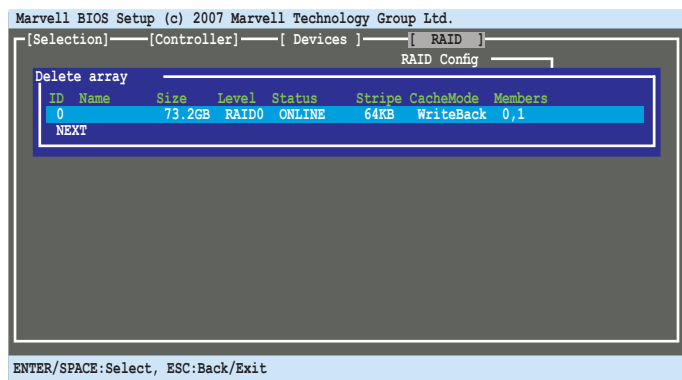 Marvell BIOS Setup (c) 2007 Marvell Technology Group Ltd.
[Selection] [Controller] [ Devices ] [ RAID ]
RAID Config
Delete array
ID Name Size Level Status Stripe CacheMode Members
0 73.2GB RAID0 ONLINE 64KB WriteBack 0,1
NEXT
ENTER/SPACE:Select, ESC:Back/Exit